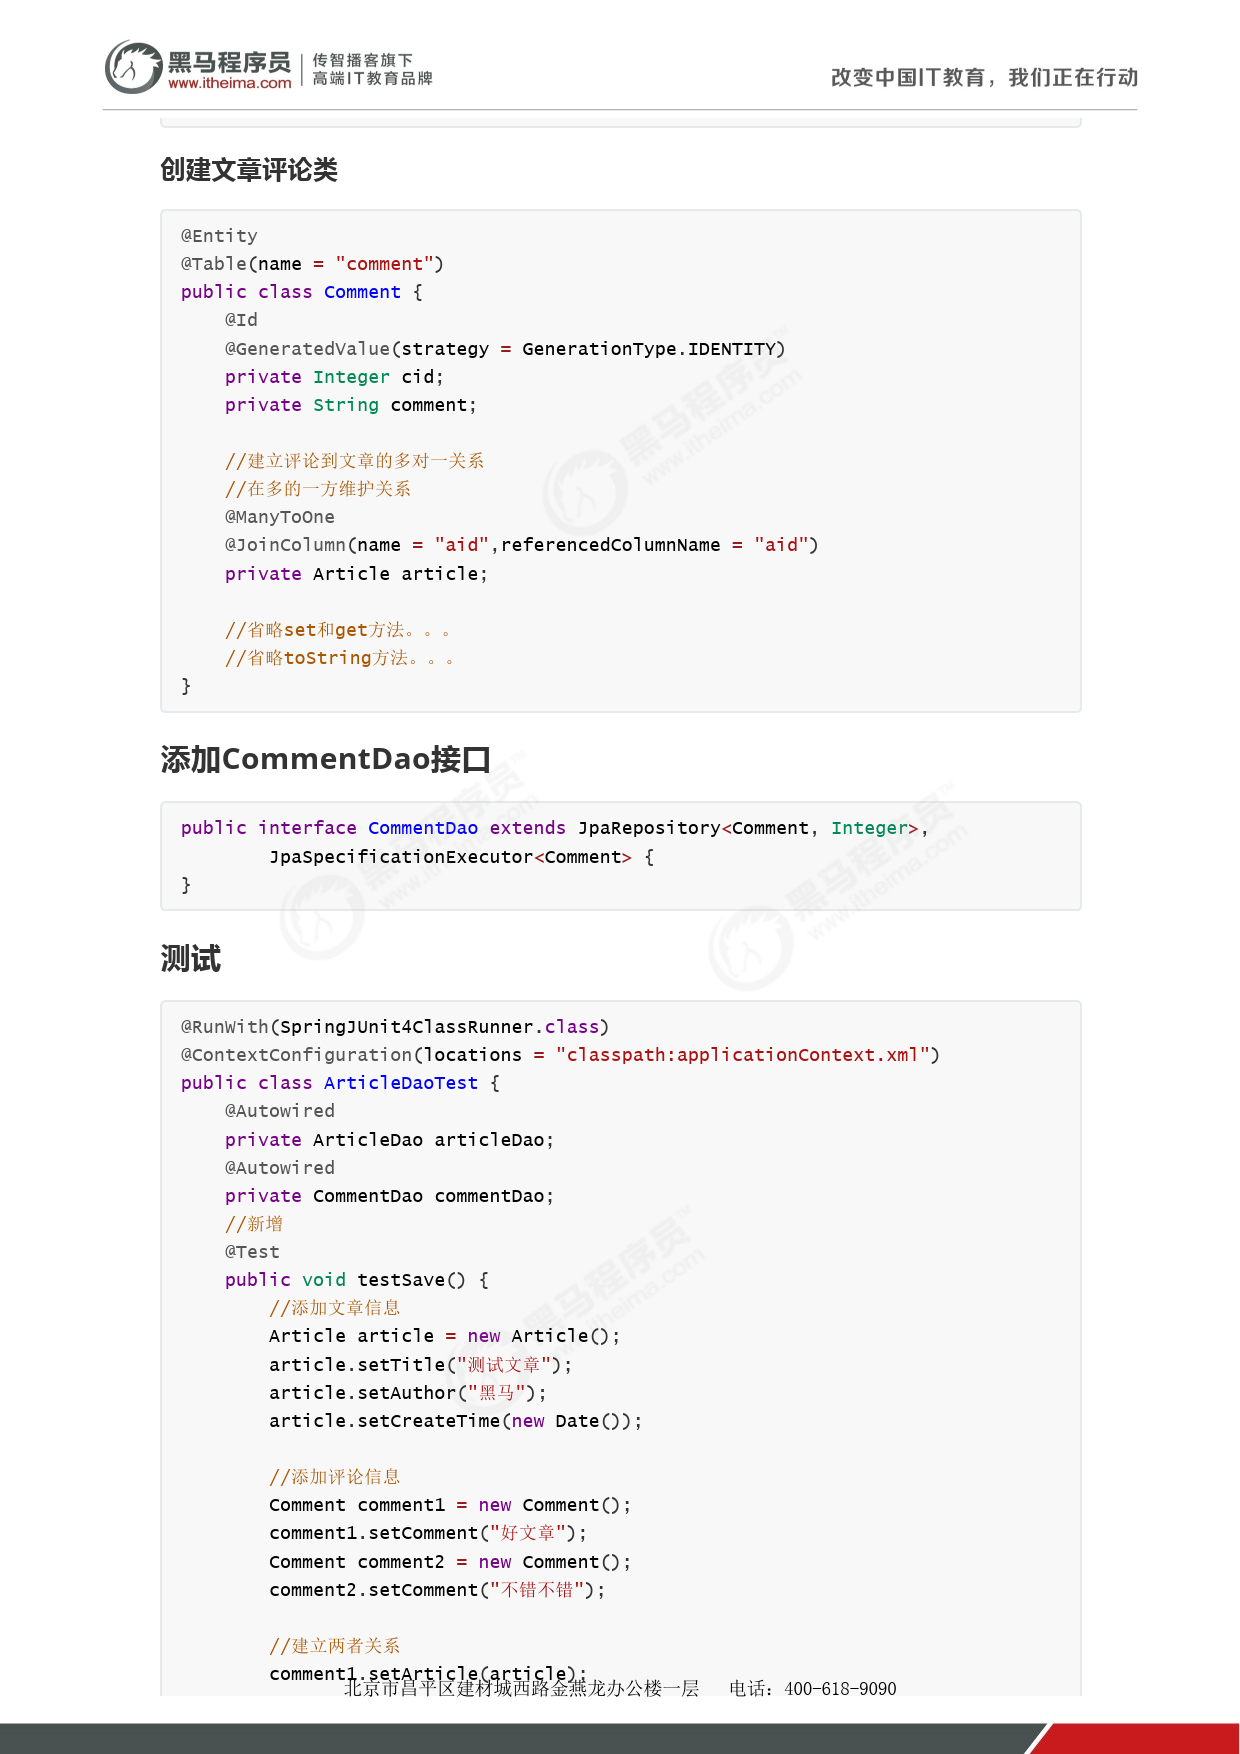 黑马程序员
www.itheima.com
传智播客旗下
高端IT教育品牌
改变中国IT教育，我们正在行动
创建文章评论类
@Entity
@Table(name = "comment")
public class Comment {
    @Id
    @GeneratedValue(strategy = GenerationType.IDENTITY)
    private Integer cid;
    private String comment;
    //建立评论到文章的多对一关系
    //在多的一方维护关系
    @ManyToOne
    @JoinColumn(name = "aid",referencedColumnName = "aid")
    private Article article;
    //省略set和get方法。。。
    //省略toString方法。。。
}
添加CommentDao接口
public interface CommentDao extends JpaRepository<Comment, Integer>,
        JpaSpecificationExecutor<Comment> {
}
测试
@RunWith(SpringJUnit4ClassRunner.class)
@ContextConfiguration(locations = "classpath:applicationContext.xml")
public class ArticleDaoTest {
    @Autowired
    private ArticleDao articleDao;
    @Autowired
    private CommentDao commentDao;
    //新增
    @Test
    public void testSave() {
        //添加文章信息
        Article article = new Article();
        article.setTitle("测试文章");
        article.setAuthor("黑马");
        article.setCreateTime(new Date());
        //添加评论信息
        Comment comment1 = new Comment();
        comment1.setComment("好文章");
        Comment comment2 = new Comment();
        comment2.setComment("不错不错");
        //建立两者关系
        comment1.setArticle(article);
北京市昌平区建材城西路金燕龙办公楼一层 电话：400-618-9090